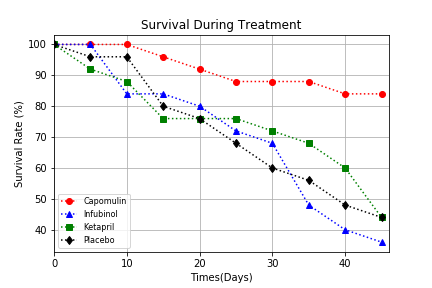 Survival During Treatment
Survival Rate (%)
100
90
80
70
60
50
40
Capomulin
Infubinol
Ketapril
Placebo
0
10
20
30
40
Times(Days)